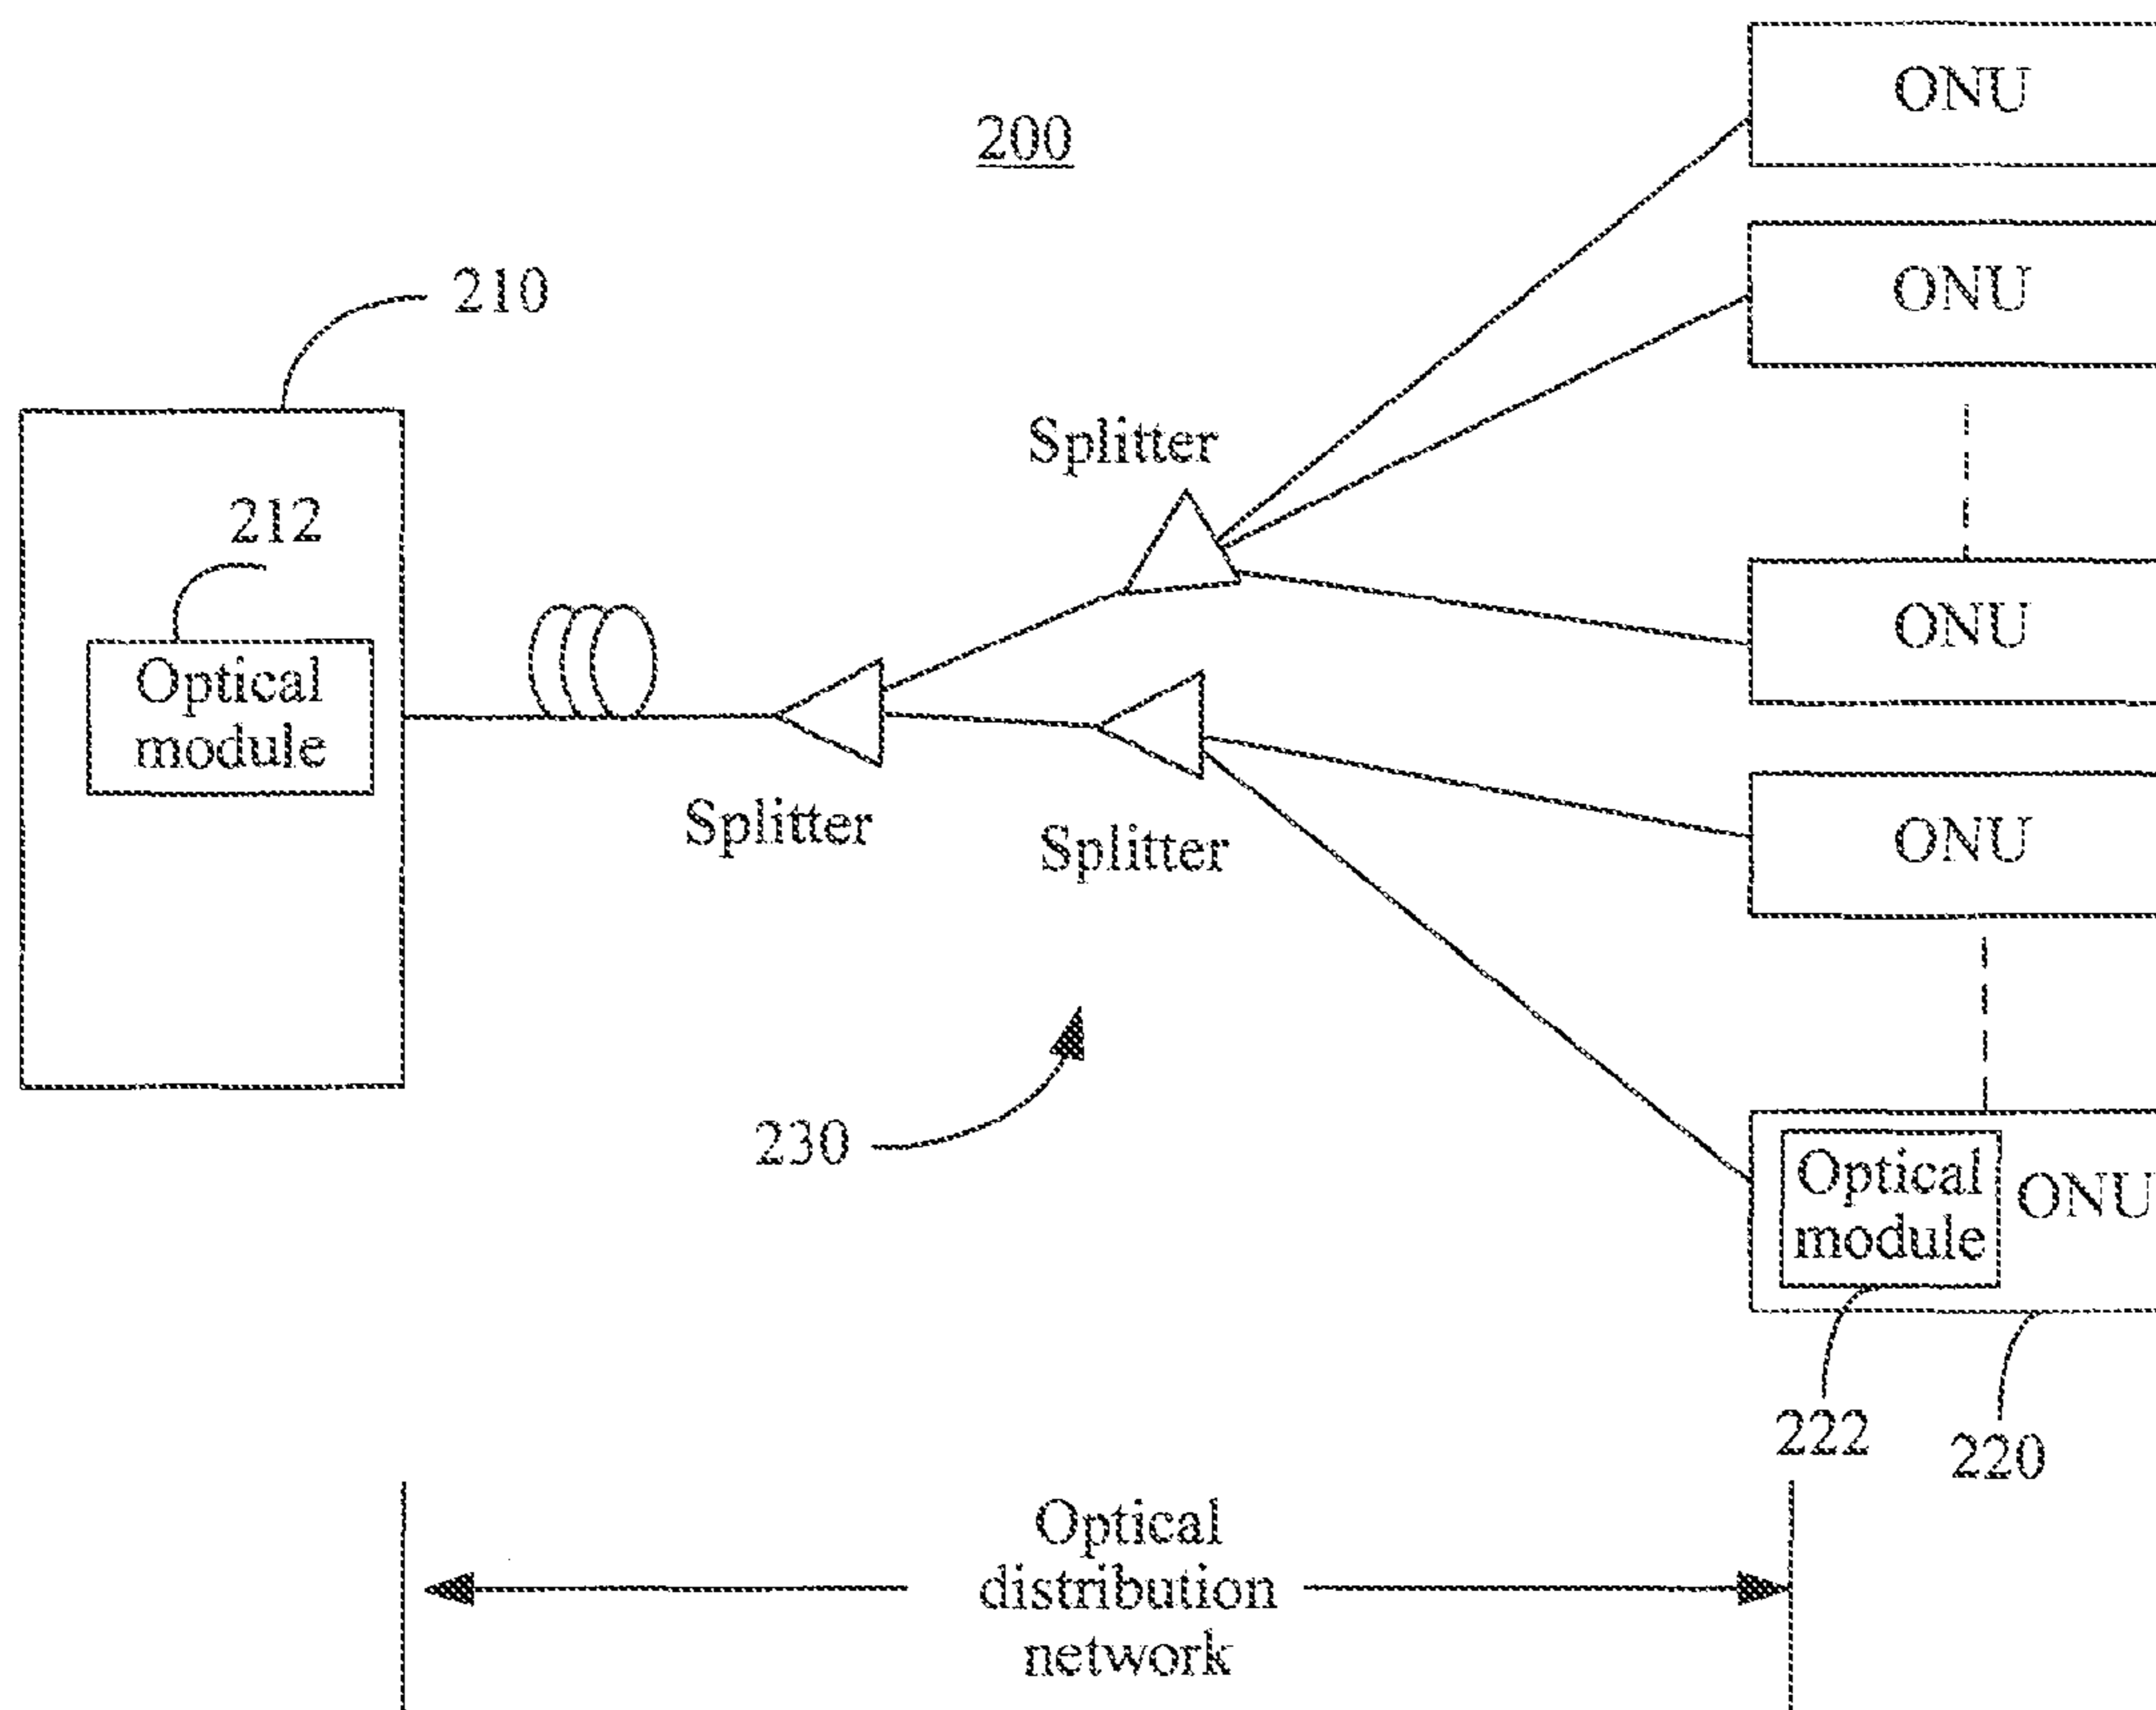 200
ONU
ONU
210
Splitter
212
Optical
module
ONU
Splitter
Splitter
ONU
230
Optical
module
ONU
222
220
Optical
distribution
network